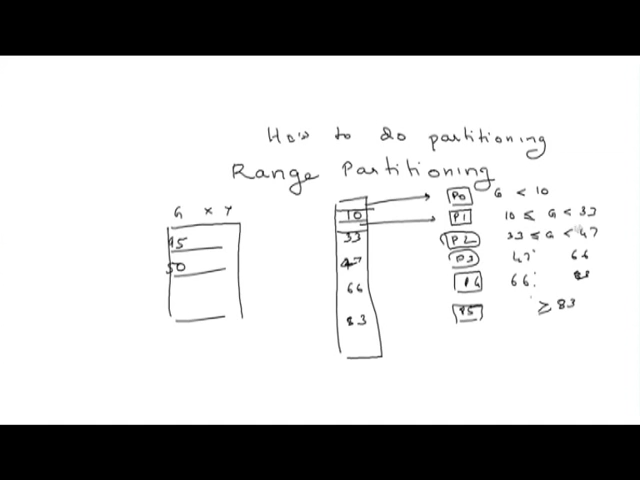 How to do partitioning
Range Partitioning
G X Y
15
50
10
33
47
66
83
P0 G < 10
P1 10 ≤ G < 33
P2 33 ≤ G < 47
P3 47 66
P4 66
P5 ≥ 83